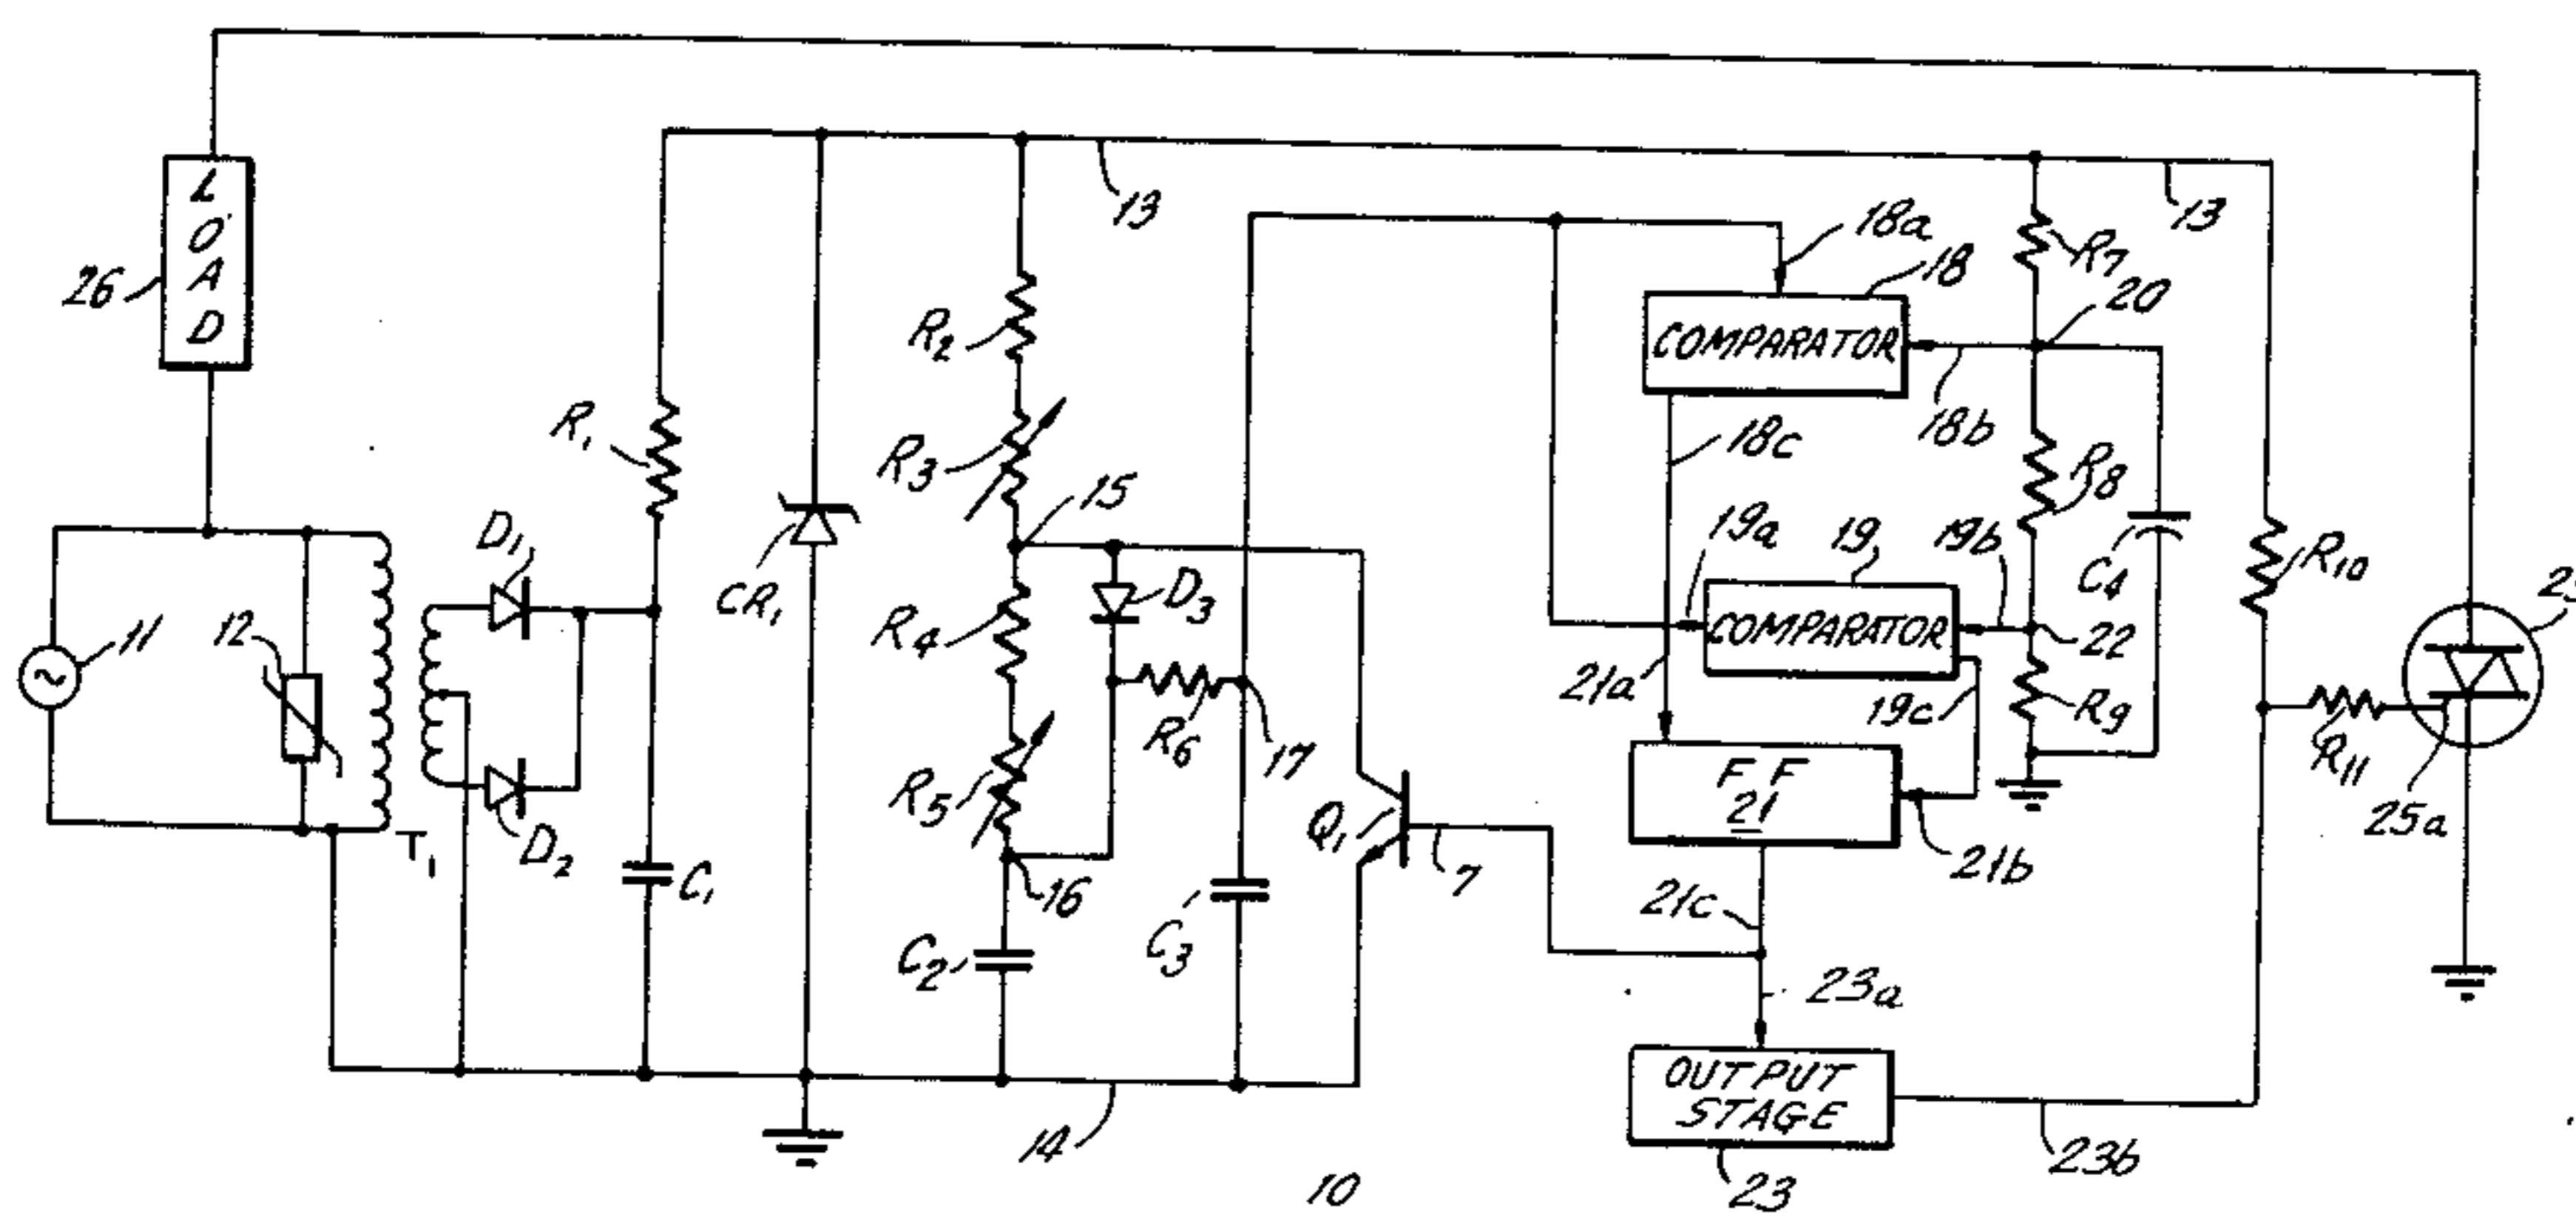 L
O
A
D
26
11
12
T1
D1
D2
R1
C1
CR1
R2
R3
15
R4
R5
D3
R6
17
16
C2
C3
Q1
7
13
14
10
18a
18
COMPARATOR
18b
18c
20
R7
13
R8
C4
19a
19
19b
COMPARATOR
22
19c
R9
21a
FF
21
21b
21c
23a
OUTPUT
STAGE
23
23b
R10
R11
25a